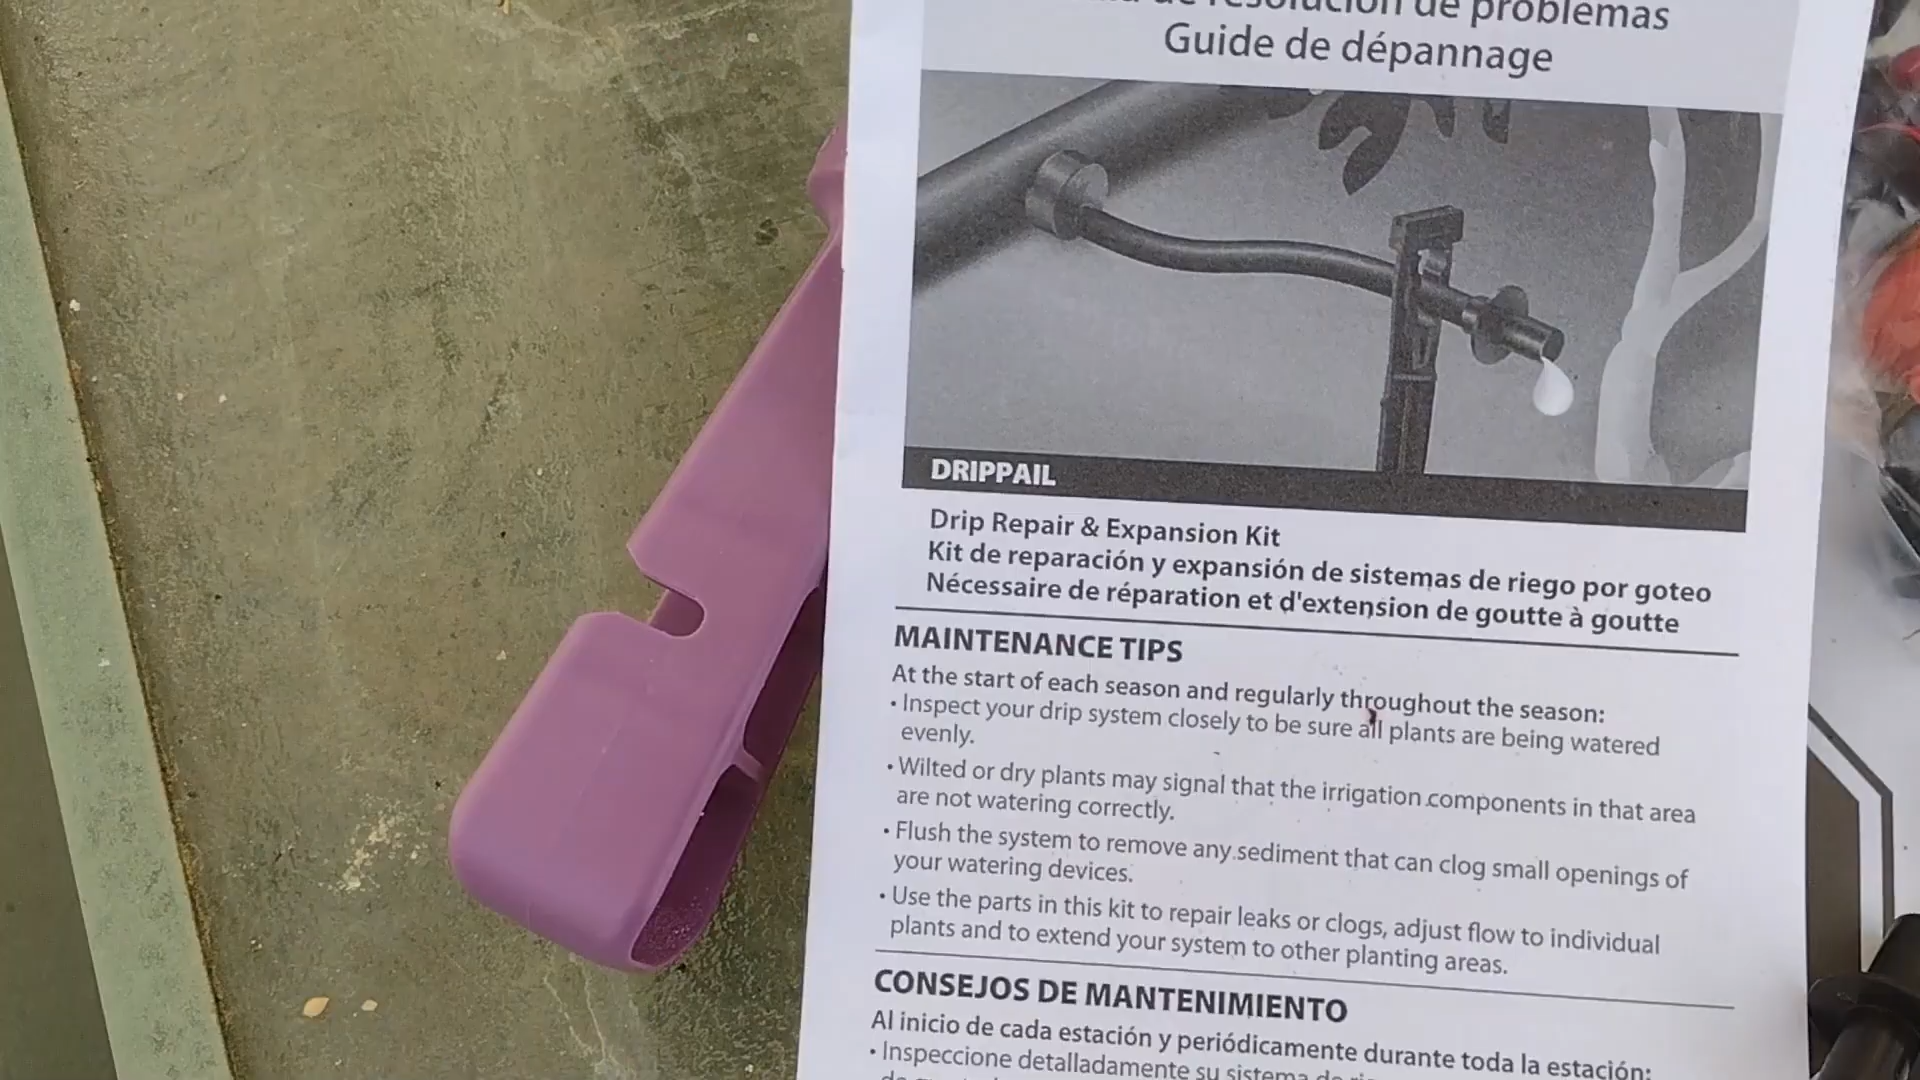 de resolución de problemas
Guide de dépannage
DRIPPAIL
Drip Repair & Expansion Kit
Kit de reparación y expansión de sistemas de riego por goteo
Nécessaire de réparation et d'extension de goutte à goutte
MAINTENANCE TIPS
At the start of each season and regularly throughout the season:
• Inspect your drip system closely to be sure all plants are being watered
evenly.
• Wilted or dry plants may signal that the irrigation components in that area
are not watering correctly.
• Flush the system to remove any sediment that can clog small openings of
your watering devices.
• Use the parts in this kit to repair leaks or clogs, adjust flow to individual
plants and to extend your system to other planting areas.
CONSEJOS DE MANTENIMIENTO
Al inicio de cada estación y periódicamente durante toda la estación:
• Inspeccione detalladamente su sistema de